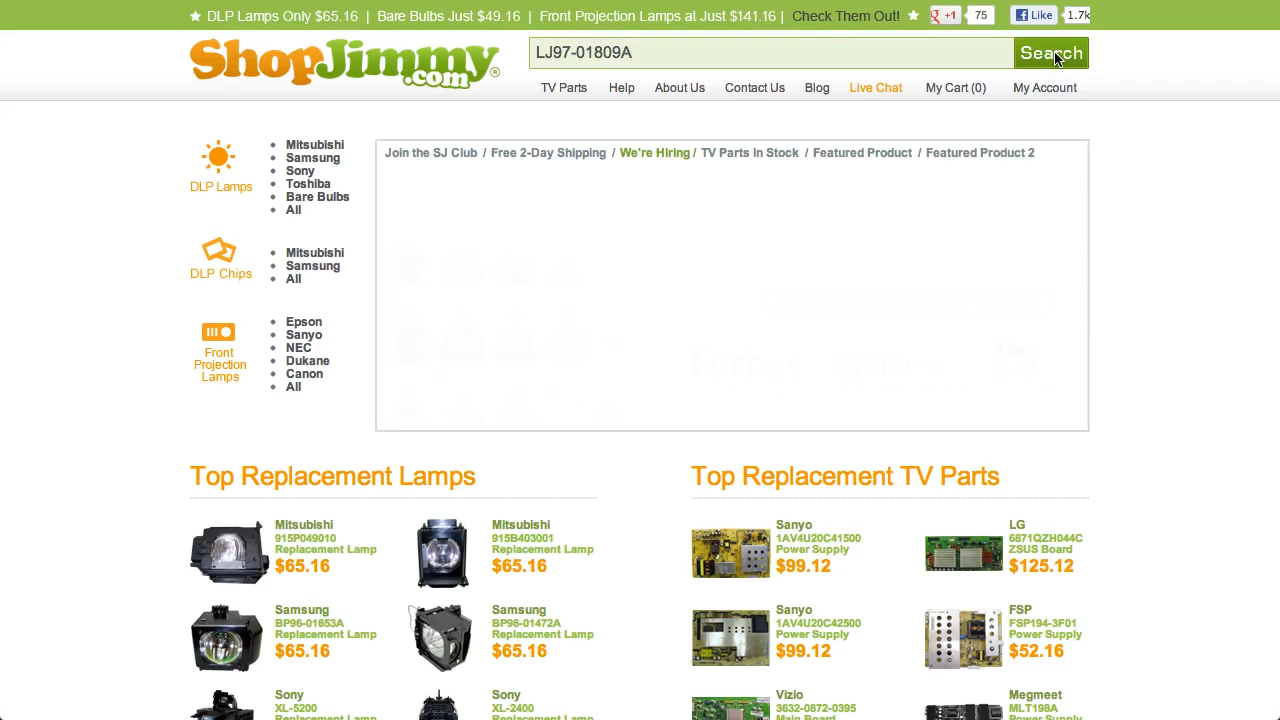 ★ DLP Lamps Only $65.16 | Bare Bulbs Just $49.16 | Front Projection Lamps at Just $141.16 | Check Them Out! ★ g +1 75 f Like 1.7k
ShopJimmy.com®
LJ97-01809A Search
TV Parts Help About Us Contact Us Blog Live Chat My Cart (0) My Account
DLP Lamps
• Mitsubishi
• Samsung
• Sony
• Toshiba
• Bare Bulbs
• All
DLP Chips
• Mitsubishi
• Samsung
• All
Front
Projection
Lamps
• Epson
• Sanyo
• NEC
• Dukane
• Canon
• All
Join the SJ Club / Free 2-Day Shipping / We're Hiring / TV Parts In Stock / Featured Product / Featured Product 2
Forbes
Top Replacement Lamps
Mitsubishi
915P049010
Replacement Lamp
$65.16
Mitsubishi
915B403001
Replacement Lamp
$65.16
Samsung
BP96-01653A
Replacement Lamp
$65.16
Samsung
BP96-01472A
Replacement Lamp
$65.16
Sony
XL-5200
Replacement Lamp
Sony
XL-2400
Replacement Lamp
Top Replacement TV Parts
Sanyo
1AV4U20C41500
Power Supply
$99.12
LG
6871QZH044C
ZSUS Board
$125.12
Sanyo
1AV4U20C42500
Power Supply
$99.12
FSP
FSP194-3F01
Power Supply
$52.16
Vizio
3632-0872-0395
Main Board
Megmeet
MLT198A
Power Supply